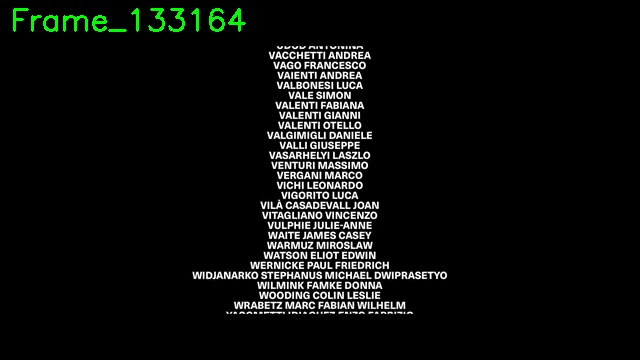 Frame_133164
VACCHETTI ANDREA
VAGO FRANCESCO
VAIENTI ANDREA
VALBONESI LUCA
VALE SIMON
VALENTI FABIANA
VALENTI GIANNI
VALENTI OTELLO
VALGIMIGLI DANIELE
VALLI GIUSEPPE
VASARHELYI LASZLO
VENTURI MASSIMO
VERGANI MARCO
VICHI LEONARDO
VIGORITO LUCA
VILÀ CASADEVALL JOAN
VITAGLIANO VINCENZO
VULPHIE JULIE-ANNE
WAITE JAMES CASEY
WARMUZ MIROSLAW
WATSON ELIOT EDWIN
WERNICKE PAUL FRIEDRICH
WIDJANARKO STEPHANUS MICHAEL DWIPRASETYO
WILMINK FAMKE DONNA
WOODING COLIN LESLIE
WRABETZ MARC FABIAN WILHELM